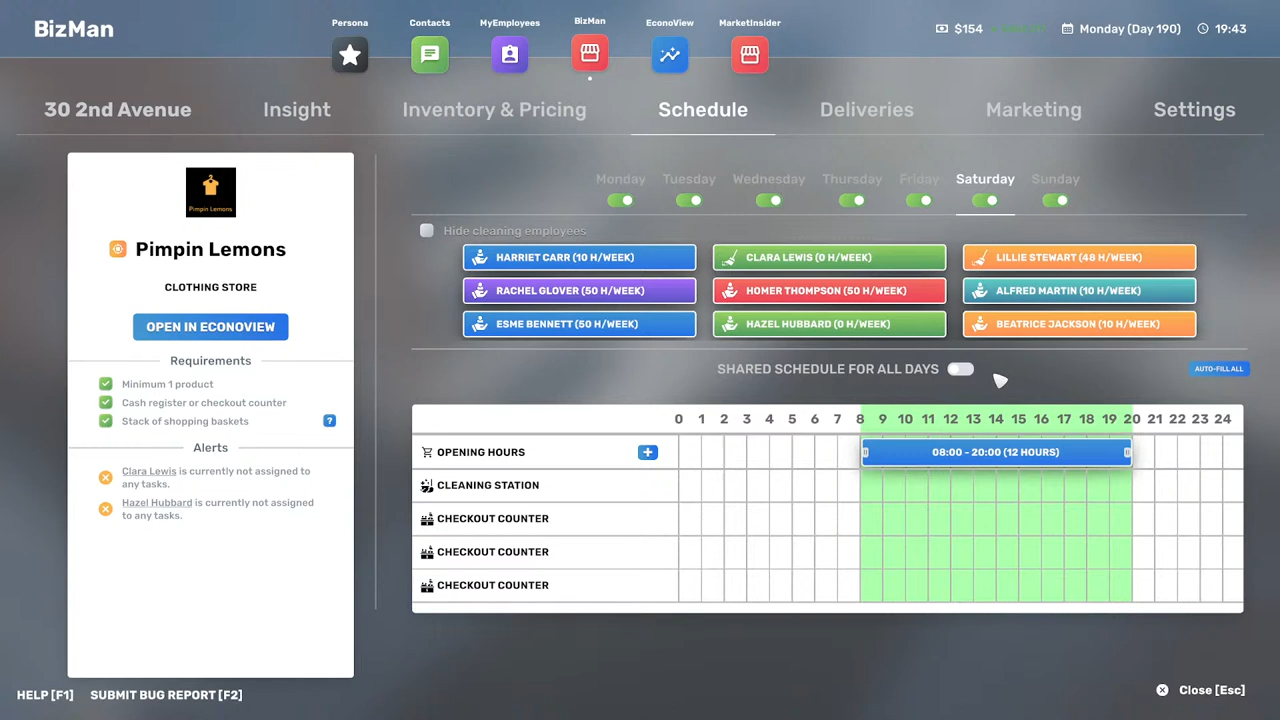 BizMan
Persona
Contacts
MyEmployees
BizMan
EconoView
MarketInsider
$154
Monday (Day 190)
19:43
30 2nd Avenue
Insight
Inventory & Pricing
Schedule
Deliveries
Marketing
Settings
Pimpin Lemons
Pimpin Lemons
CLOTHING STORE
OPEN IN ECONOVIEW
Requirements
Minimum 1 product
Cash register or checkout counter
Stack of shopping baskets
?
Alerts
Clara Lewis is currently not assigned to
any tasks.
Hazel Hubbard is currently not assigned
to any tasks.
Monday
Tuesday
Wednesday
Thursday
Friday
Saturday
Sunday
Hide cleaning employees
HARRIET CARR (10 H/WEEK)
CLARA LEWIS (0 H/WEEK)
LILLIE STEWART (48 H/WEEK)
RACHEL GLOVER (50 H/WEEK)
HOMER THOMPSON (50 H/WEEK)
ALFRED MARTIN (10 H/WEEK)
ESME BENNETT (50 H/WEEK)
HAZEL HUBBARD (0 H/WEEK)
BEATRICE JACKSON (10 H/WEEK)
SHARED SCHEDULE FOR ALL DAYS
AUTO-FILL ALL
0 1 2 3 4 5 6 7 8 9 10 11 12 13 14 15 16 17 18 19 20 21 22 23 24
OPENING HOURS
08:00 - 20:00 (12 HOURS)
CLEANING STATION
CHECKOUT COUNTER
CHECKOUT COUNTER
CHECKOUT COUNTER
HELP [F1]
SUBMIT BUG REPORT [F2]
Close [Esc]